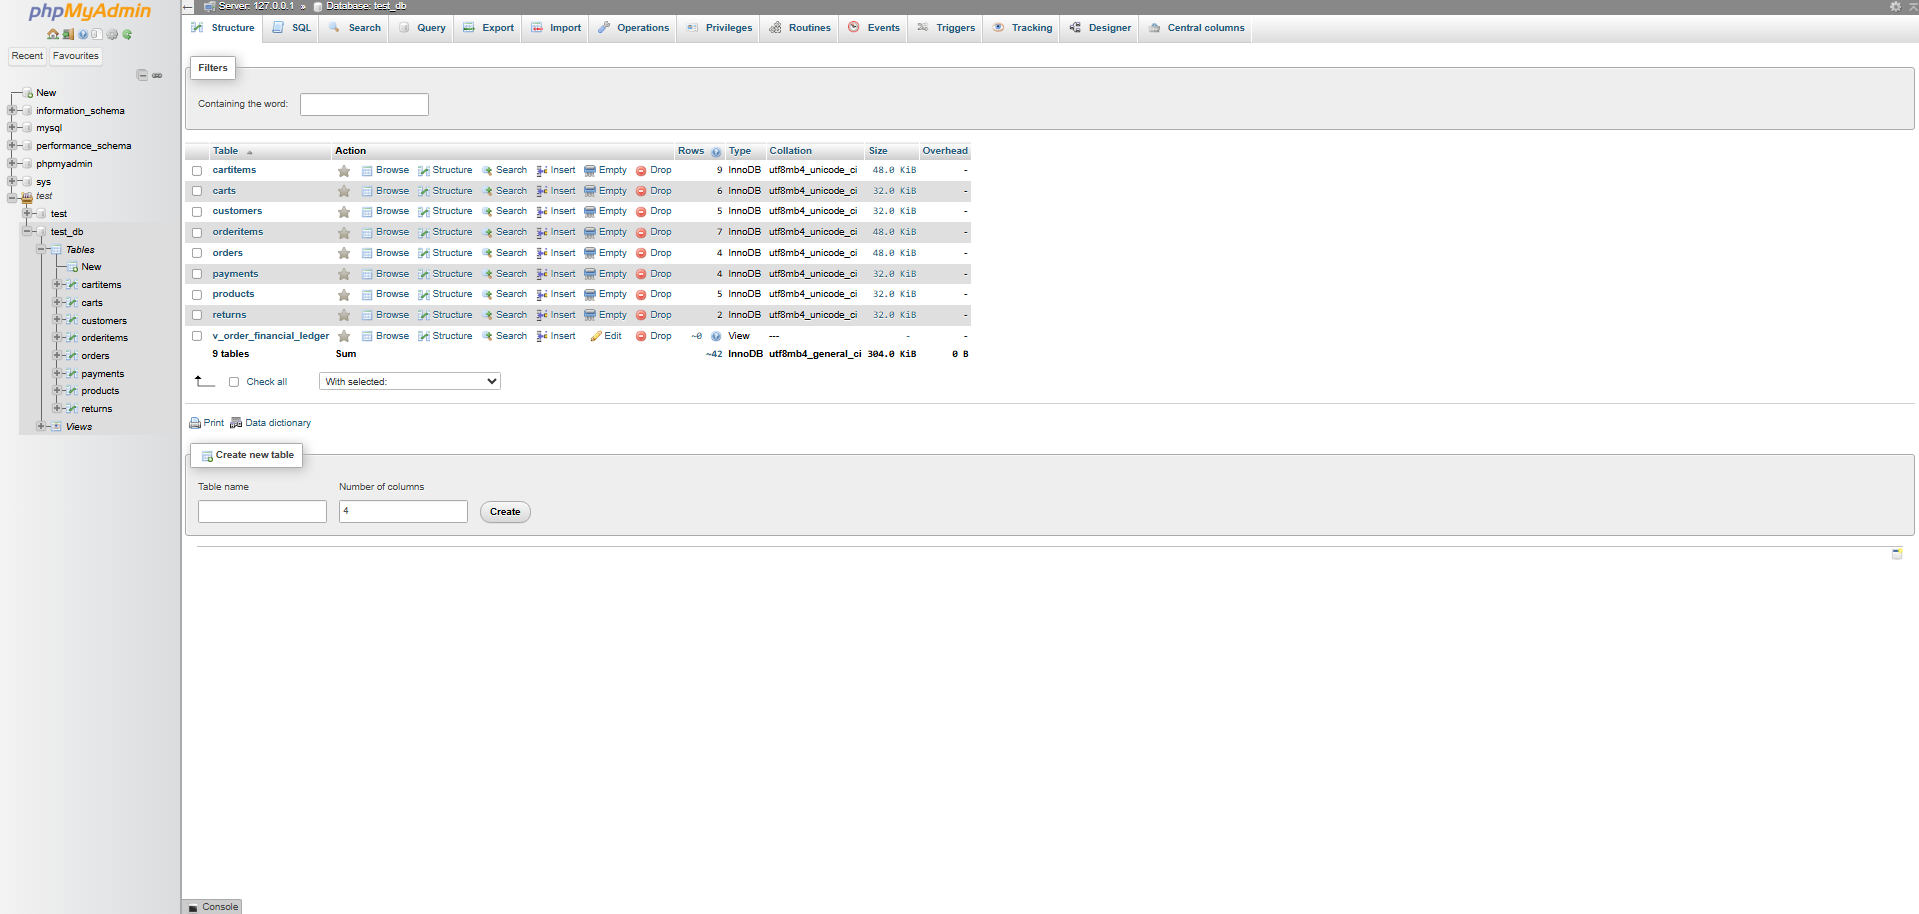 phpMyAdmin
Recent Favourites
New
information_schema
mysql
performance_schema
phpmyadmin
sys
test
test
test_db
Tables
New
cartitems
carts
customers
orderitems
orders
payments
products
returns
Views
Server: 127.0.0.1 » Database: test_db
Structure SQL Search Query Export Import Operations Privileges Routines Events Triggers Tracking Designer Central columns
Filters
Containing the word:
Table Action Rows Type Collation Size Overhead
cartitems Browse Structure Search Insert Empty Drop 9 InnoDB utf8mb4_unicode_ci 48.0 KiB -
carts Browse Structure Search Insert Empty Drop 6 InnoDB utf8mb4_unicode_ci 32.0 KiB -
customers Browse Structure Search Insert Empty Drop 5 InnoDB utf8mb4_unicode_ci 32.0 KiB -
orderitems Browse Structure Search Insert Empty Drop 7 InnoDB utf8mb4_unicode_ci 48.0 KiB -
orders Browse Structure Search Insert Empty Drop 4 InnoDB utf8mb4_unicode_ci 48.0 KiB -
payments Browse Structure Search Insert Empty Drop 4 InnoDB utf8mb4_unicode_ci 32.0 KiB -
products Browse Structure Search Insert Empty Drop 5 InnoDB utf8mb4_unicode_ci 32.0 KiB -
returns Browse Structure Search Insert Empty Drop 2 InnoDB utf8mb4_unicode_ci 32.0 KiB -
v_order_financial_ledger Browse Structure Search Insert Edit Drop ~0 View --- - -
9 tables Sum ~42 InnoDB utf8mb4_general_ci 304.0 KiB 0 B
Check all With selected:
Print Data dictionary
Create new table
Table name Number of columns
4 Create
Console